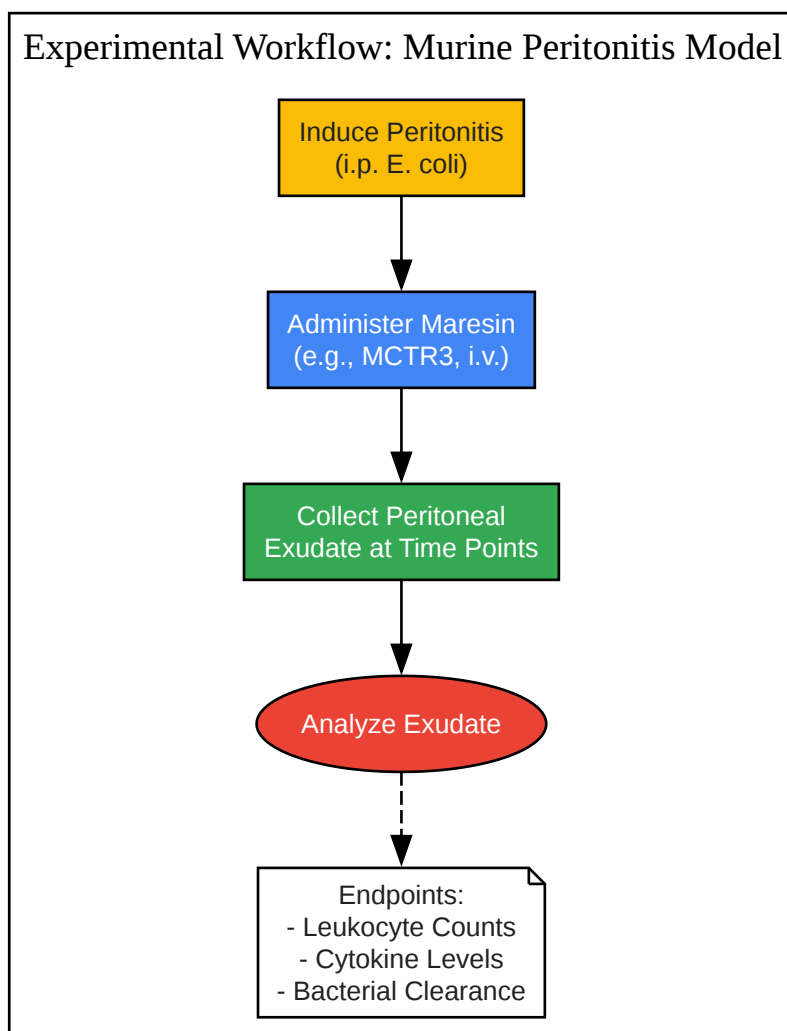 Experimental Workflow: Murine Peritonitis Model
Induce Peritonitis
(i.p. E. coli)
Administer Maresin
(e.g., MCTR3, i.v.)
Collect Peritoneal
Exudate at Time Points
Analyze Exudate
Endpoints:
- Leukocyte Counts
- Cytokine Levels
- Bacterial Clearance